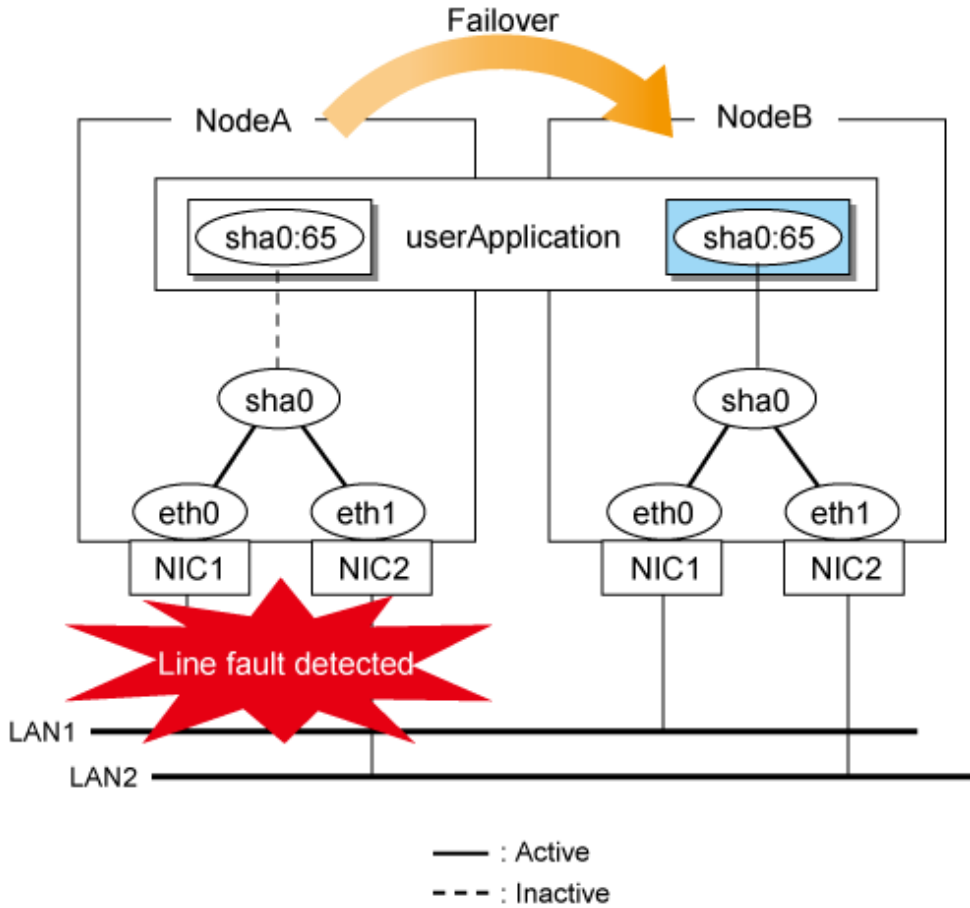 Failover
NodeA
NodeB
sha0:65
userApplication
sha0:65
sha0
sha0
eth0
eth1
eth0
eth1
NIC1
NIC2
NIC1
NIC2
Line fault detected
LAN1
LAN2
: Active
: Inactive